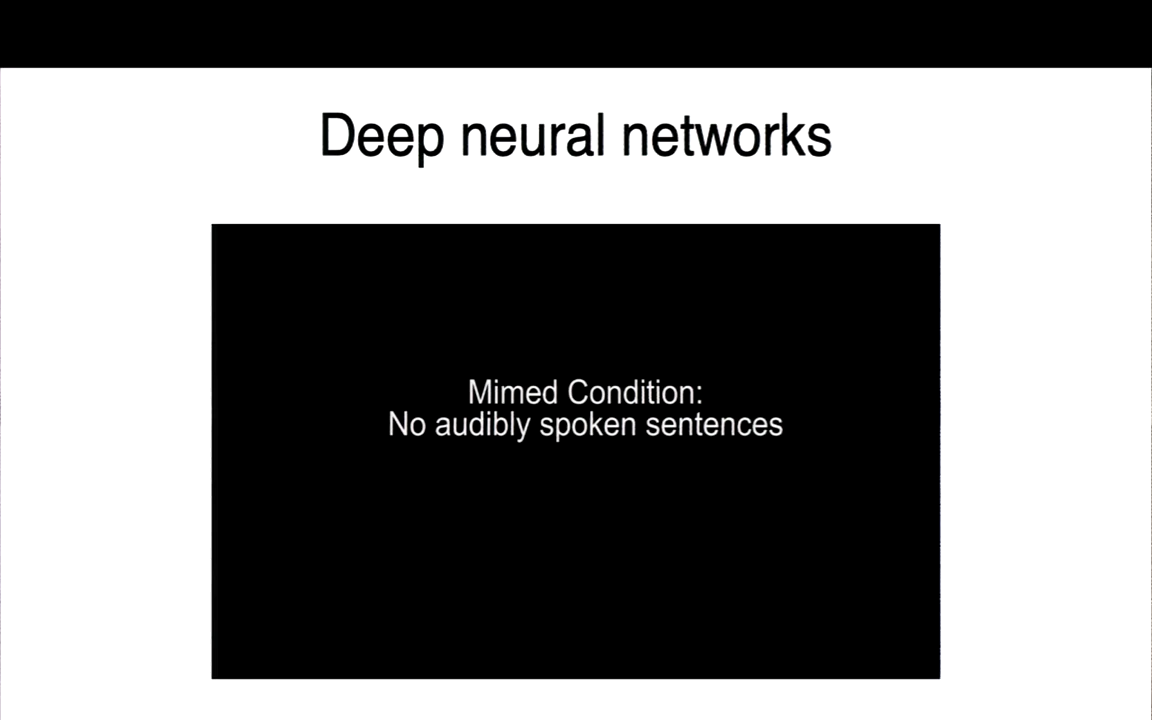 Deep neural networks
Mimed Condition:
No audibly spoken sentences